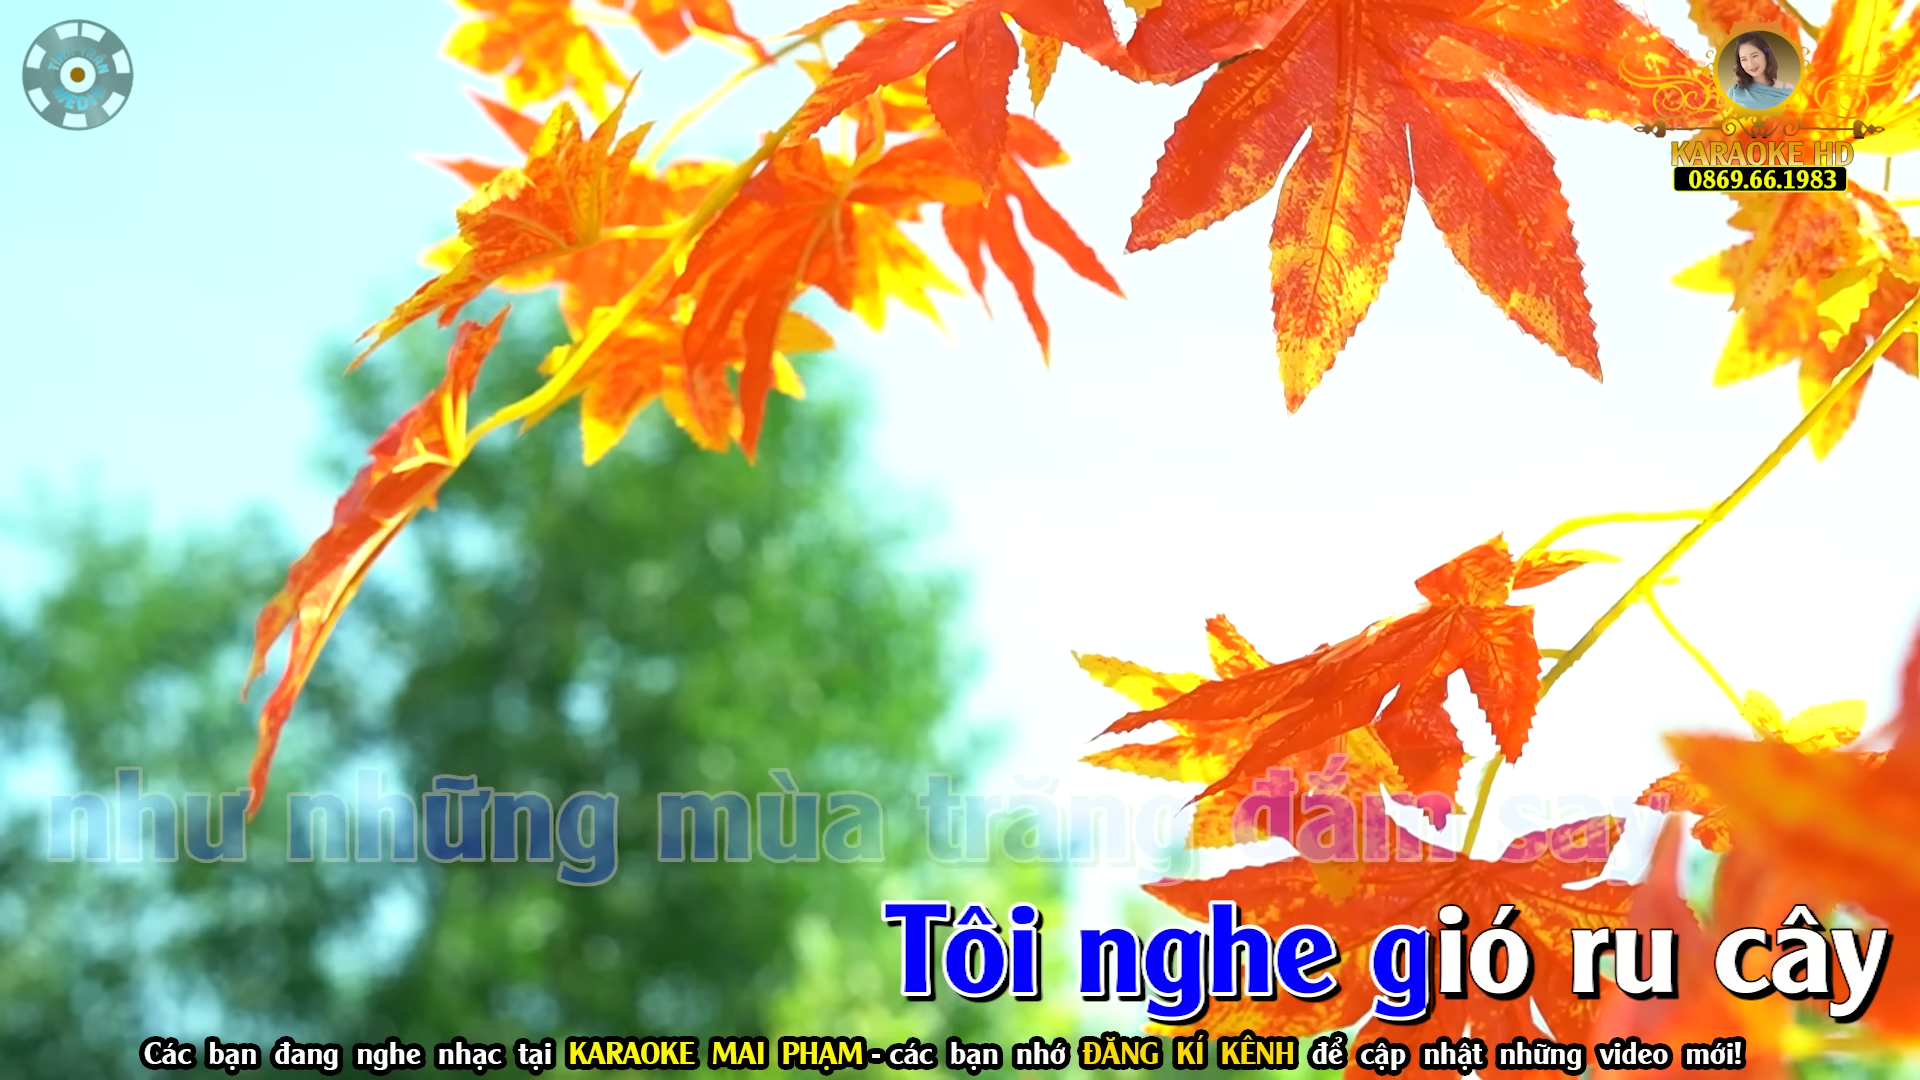 KARAOKE HD
0869.66.1983
như những mùa trăng đắm say
Tôi nghe gió ru cây
Các bạn đang nghe nhạc tại KARAOKE MAI PHẠM - các bạn nhớ ĐĂNG KÍ KÊNH để cập nhật những video mới!